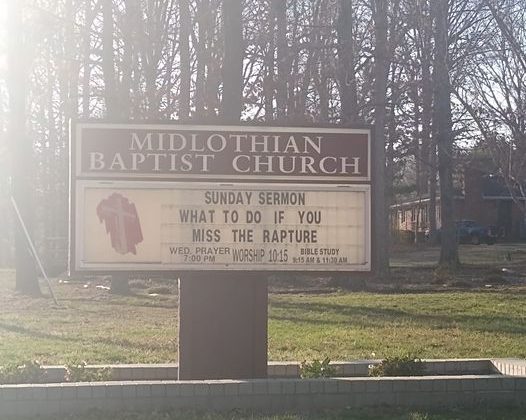 MIDLOTHIAN
BAPTIST CHURCH
SUNDAY SERMON
WHAT TO DO IF YOU
MISS THE RAPTURE
WED. PRAYER
7:00 PM
WORSHIP 10:15
BIBLE STUDY
9:15 AM & 11:30 AM